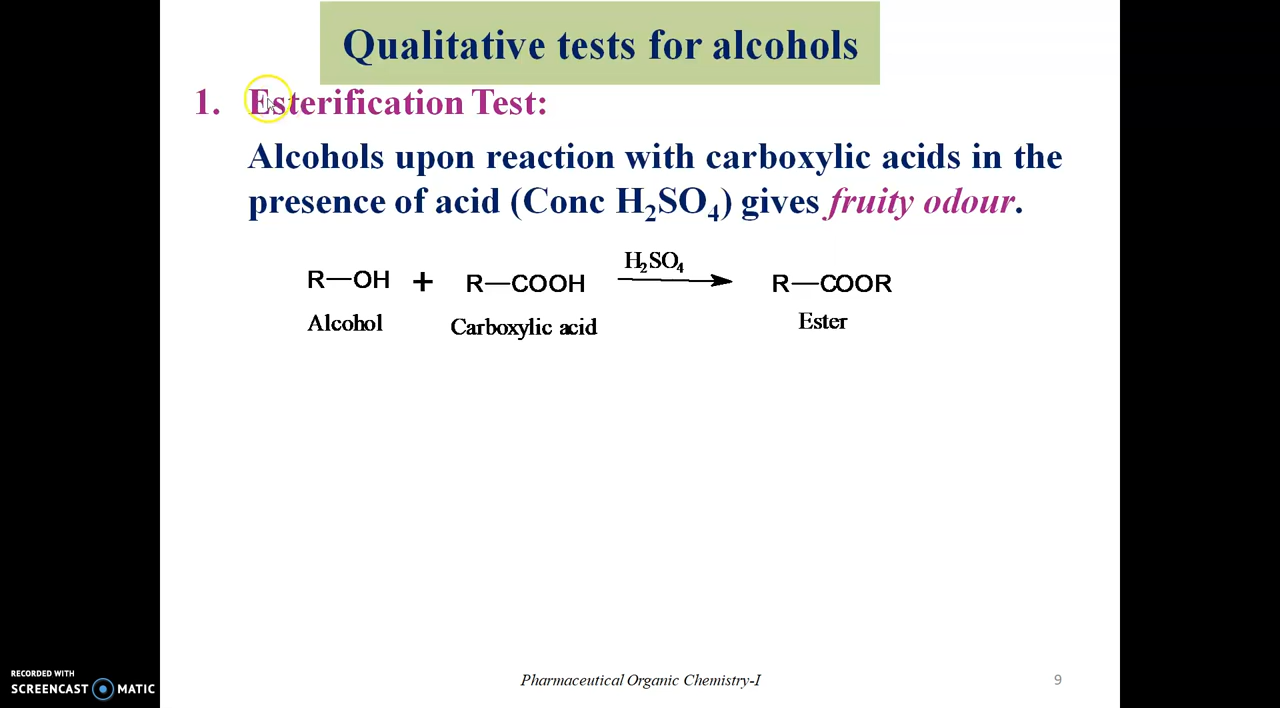 Qualitative tests for alcohols
1. Esterification Test:
Alcohols upon reaction with carboxylic acids in the
presence of acid (Conc H₂SO₄) gives fruity odour.
H₂SO₄
R—OH + R—COOH R—COOR
Alcohol Carboxylic acid Ester
RECORDED WITH
SCREENCAST MATIC
Pharmaceutical Organic Chemistry-I 9